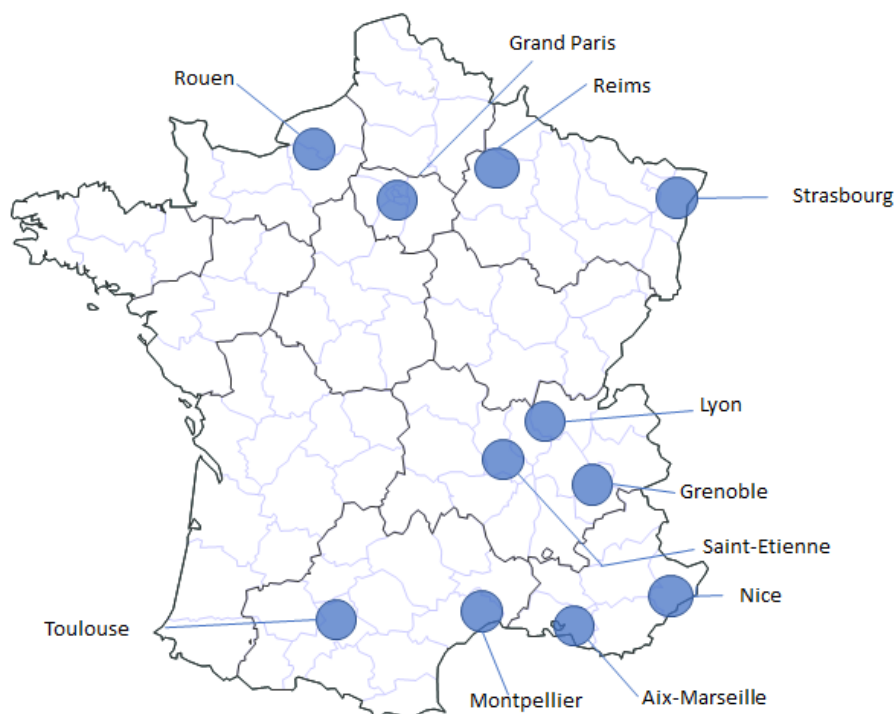 Grand Paris
Rouen
Reims
Strasbourg
Lyon
Grenoble
Saint-Etienne
Nice
Toulouse
Montpellier
Aix-Marseille